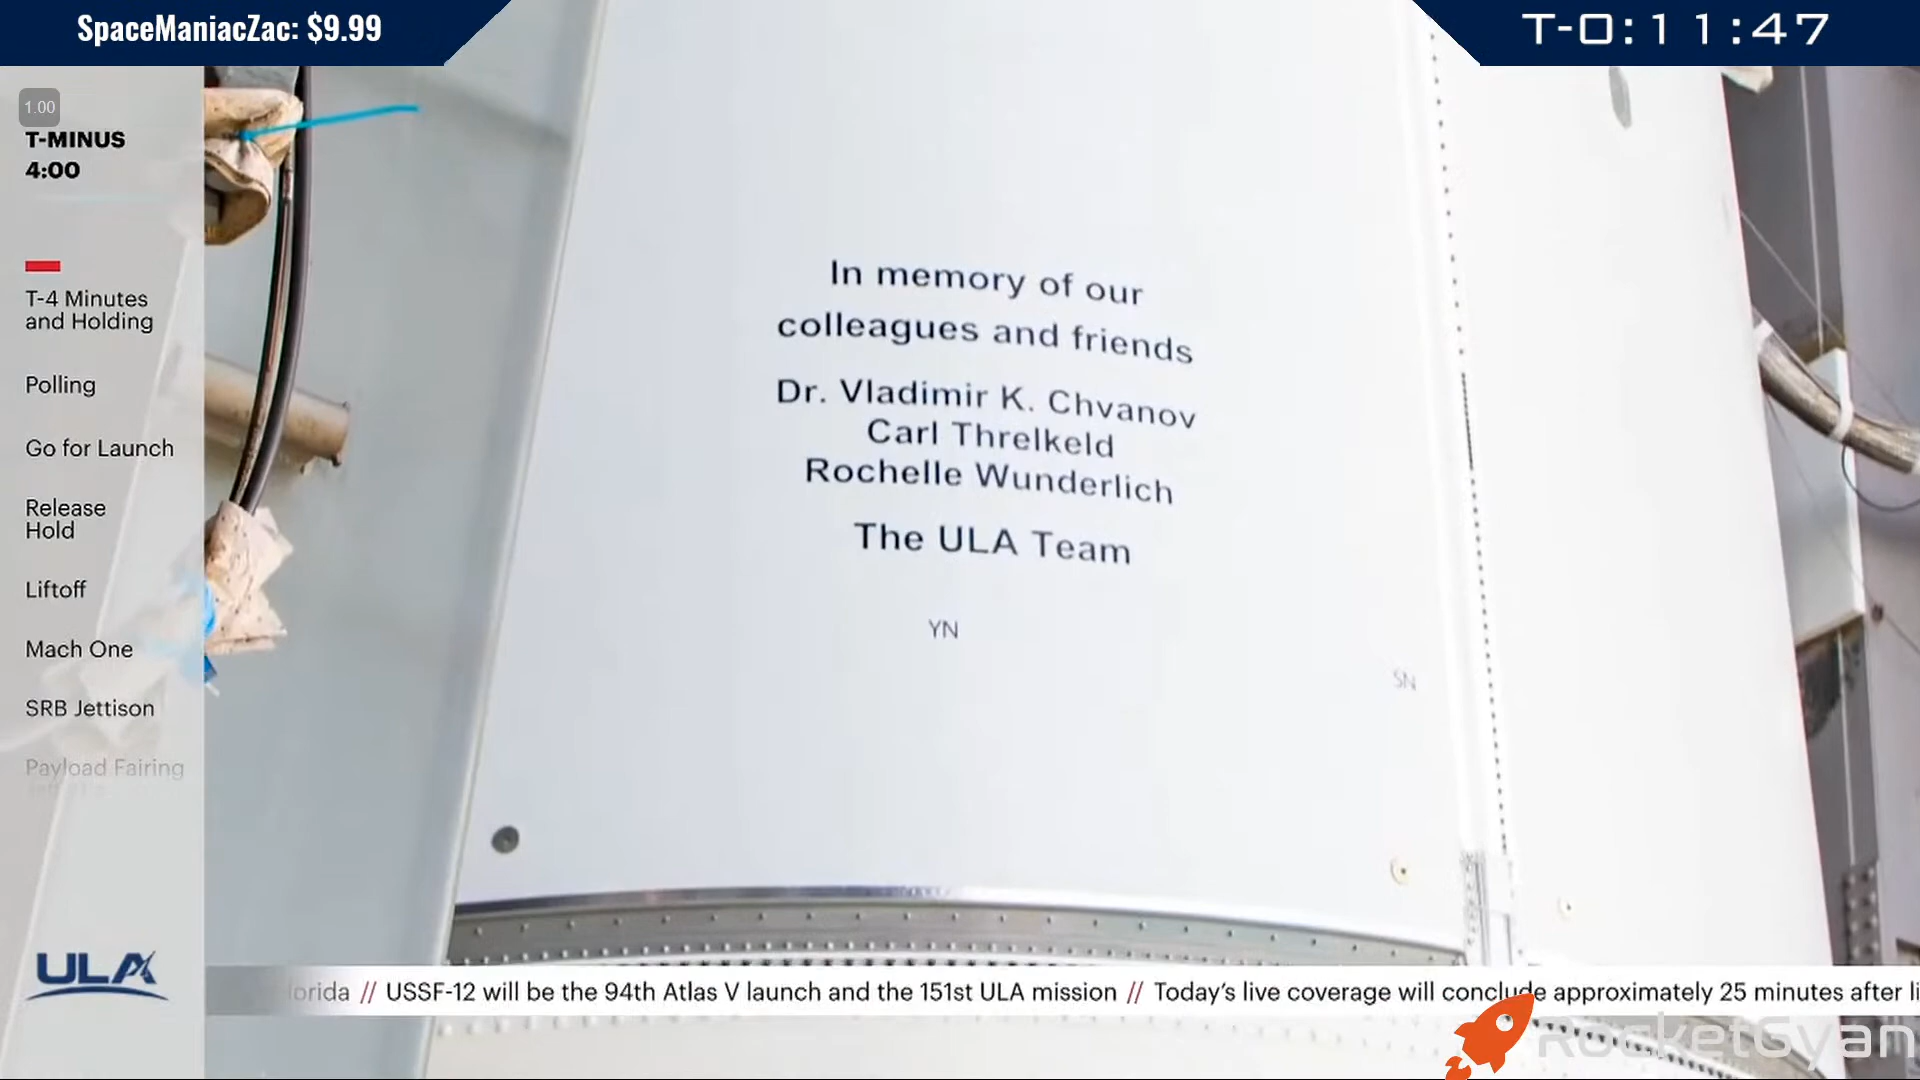 SpaceManiacZac: $9.99
T-0:11:47
1.00
T-MINUS
4:00
T-4 Minutes
and Holding
Polling
Go for Launch
Release
Hold
Liftoff
Mach One
SRB Jettison
Payload Fairing
In memory of our
colleagues and friends
Dr. Vladimir K. Chvanov
Carl Threlkeld
Rochelle Wunderlich
The ULA Team
YN
SN
ULA
orida // USSF-12 will be the 94th Atlas V launch and the 151st ULA mission // Today's live coverage will conclude approximately 25 minutes after li
RocketGyan